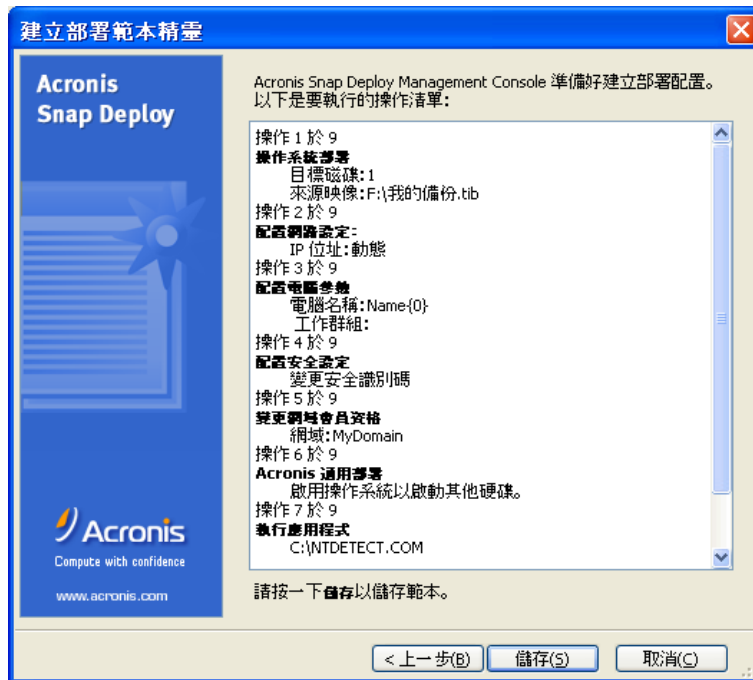 建立部署範本精靈
Acronis
Snap Deploy
Acronis Snap Deploy Management Console 準備好建立部署配置。
以下是要執行的操作清單:
操作 1 於 9
操作系統部署
目標磁碟:1
來源映像:F:\我的備份.tib
操作 2 於 9
配置網路設定:
IP 位址:動態
操作 3 於 9
配置電腦參數
電腦名稱:Name{0}
工作群組:
操作 4 於 9
配置安全設定
變更安全識別碼
操作 5 於 9
變更網域會員資格
網域:MyDomain
操作 6 於 9
Acronis 通用部署
啟用操作系統以啟動其他硬碟。
操作 7 於 9
執行應用程式
C:\NTDETECT.COM
Acronis
Compute with confidence
www.acronis.com
請按一下儲存以儲存範本。
<上一步(B)
儲存(S)
取消(C)